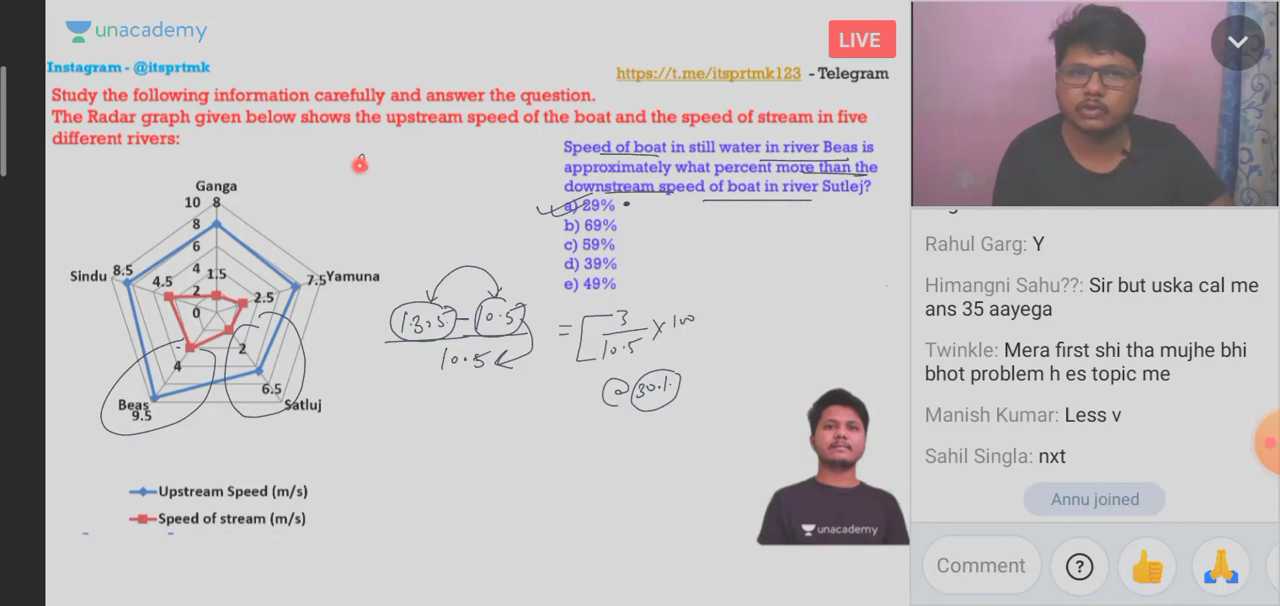 unacademy
LIVE
Instagram - @itsprtmk
https://t.me/itsprtmk123 - Telegram
Study the following information carefully and answer the question.
The Radar graph given below shows the upstream speed of the boat and the speed of stream in five
different rivers:
Speed of boat in still water in river Beas is
approximately what percent more than the
downstream speed of boat in river Sutlej?
a) 29%
b) 69%
c) 59%
d) 39%
e) 49%
Ganga
10 8
8
6
4 1.5
2
0
Sindu 8.5
4.5
7.5 Yamuna
2.5
2
4
6.5
Satluj
Beas
9.5
13.5 - 10.5
10.5
= [ 3
10.5 × 100
@ 30%
Upstream Speed (m/s)
Speed of stream (m/s)
unacademy
Rahul Garg: Y
Himangni Sahu??: Sir but uska cal me
ans 35 aayega
Twinkle: Mera first shi tha mujhe bhi
bhot problem h es topic me
Manish Kumar: Less v
Sahil Singla: nxt
Annu joined
Comment
?